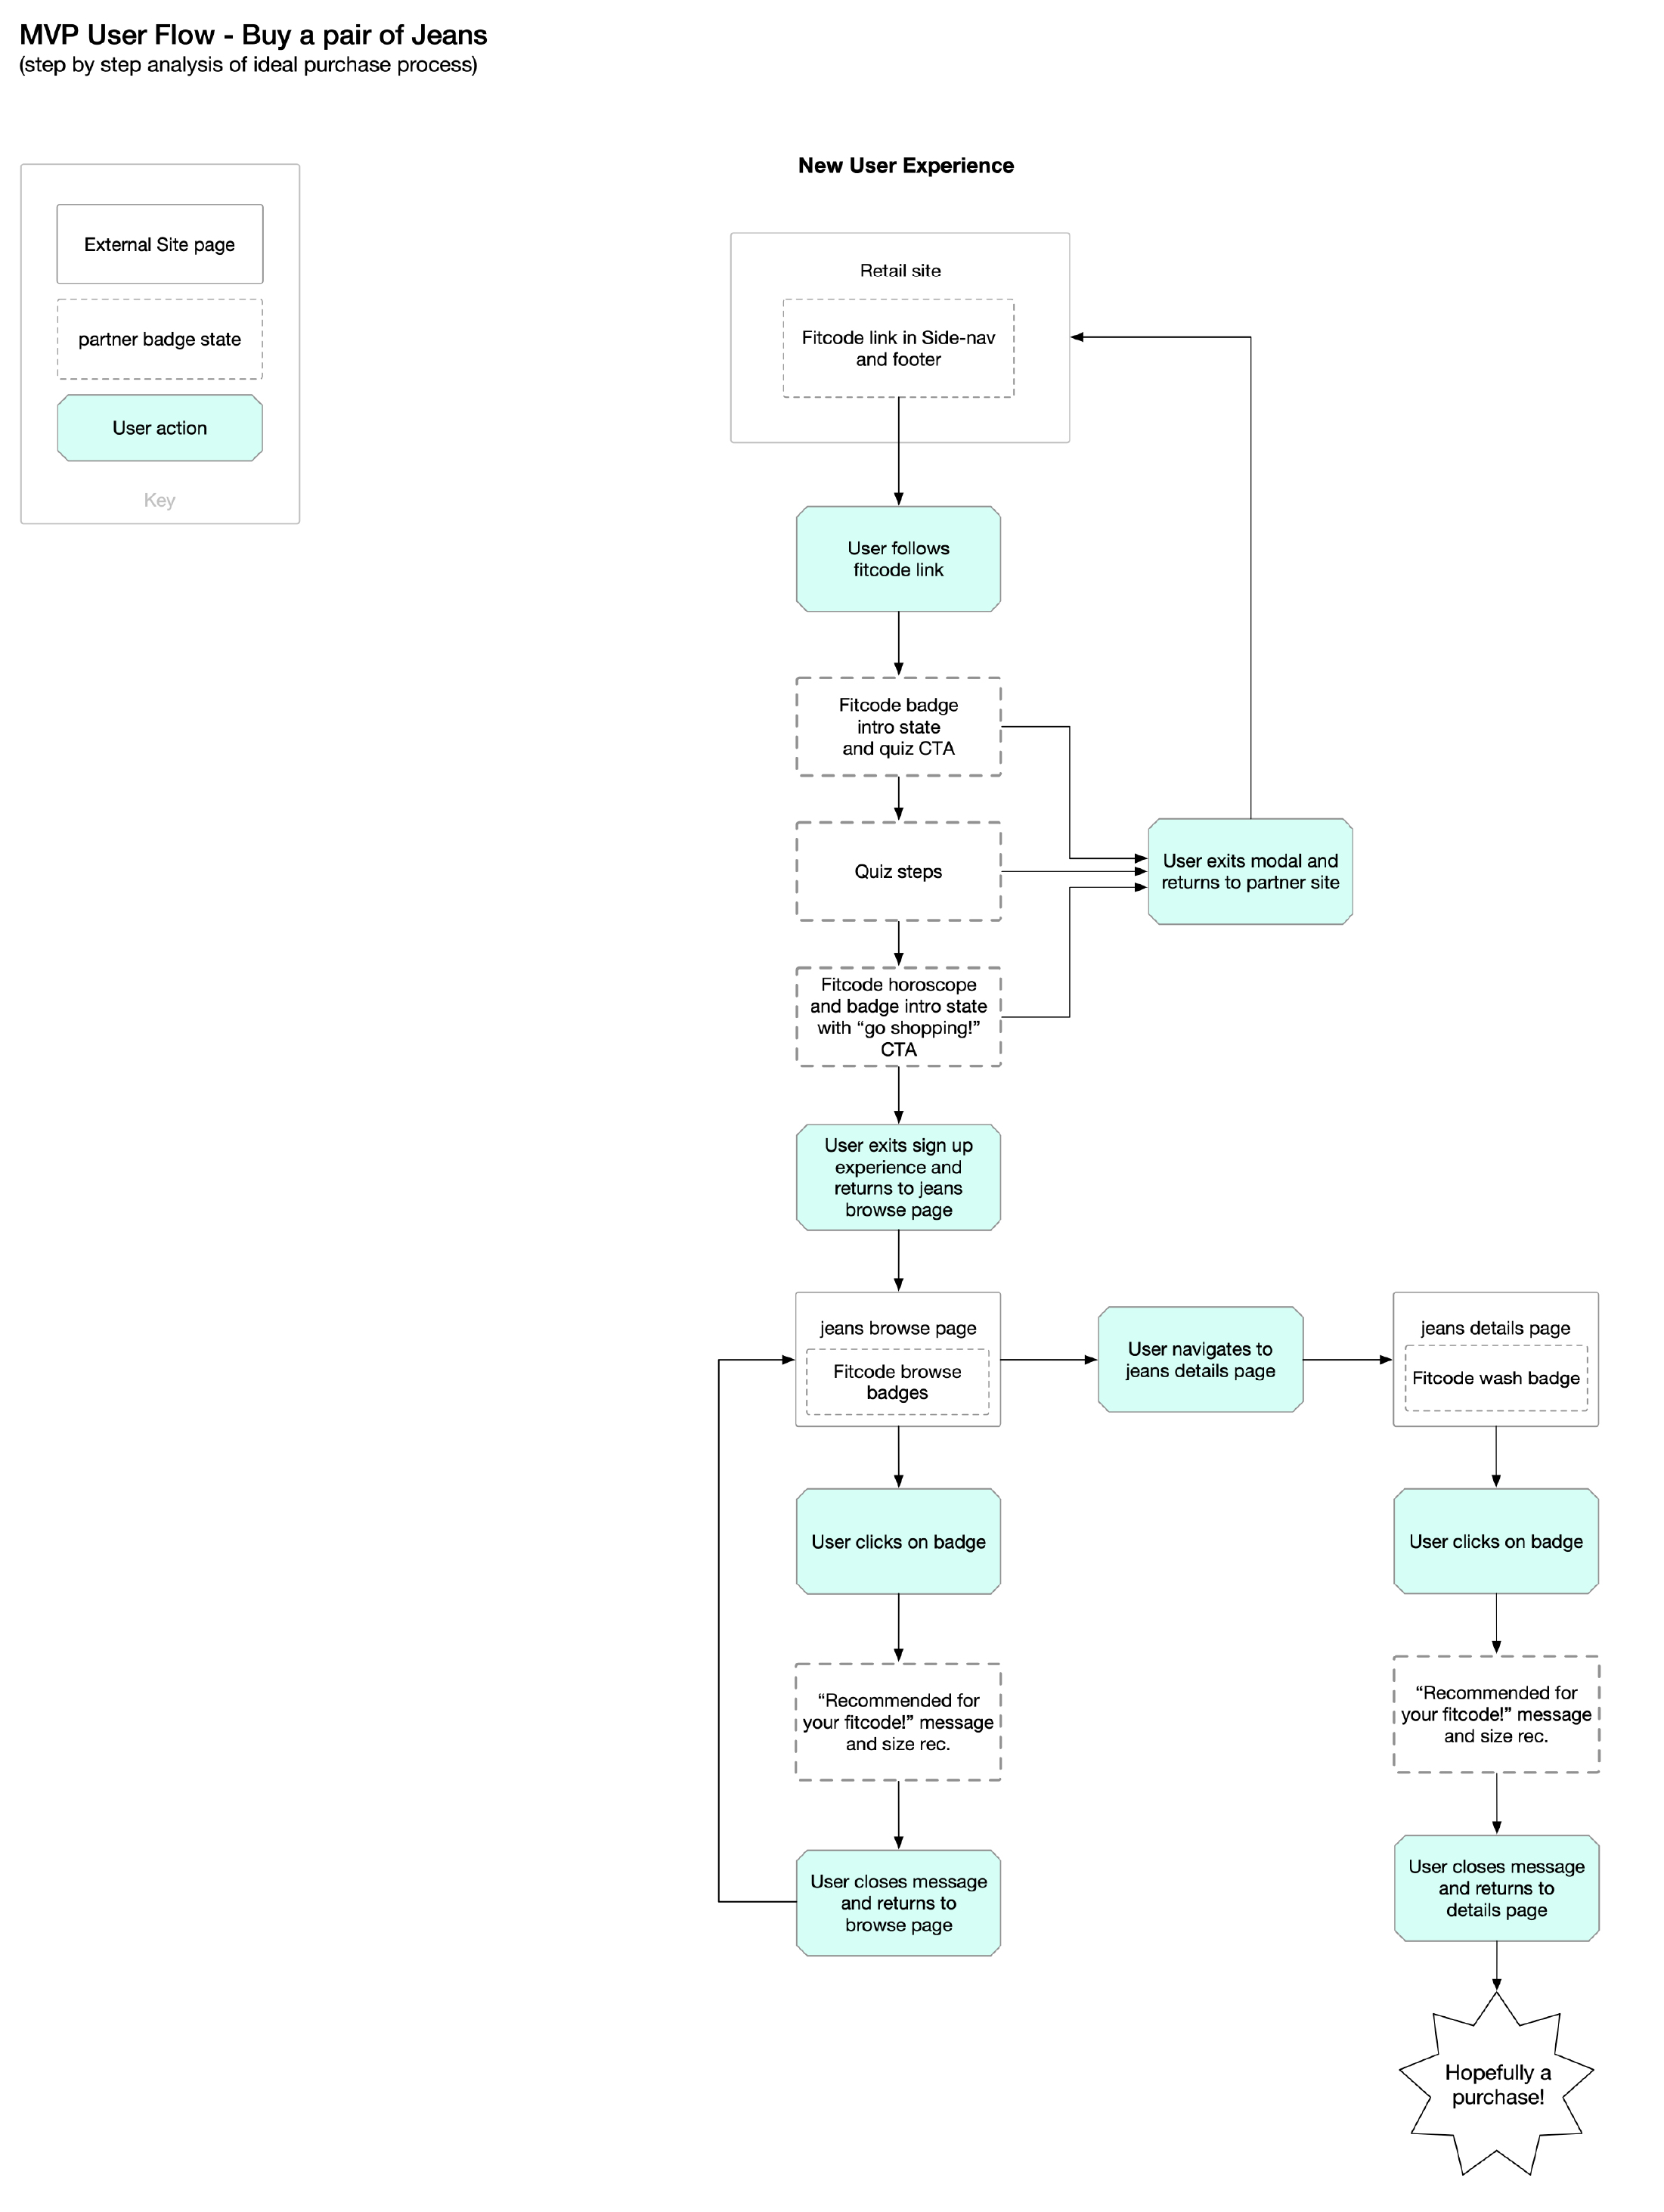 MVP User Flow - Buy a pair of Jeans
(step by step analysis of ideal purchase process)
External Site page
partner badge state
User action
Key
New User Experience
Retail site
Fitcode link in Side-nav
and footer
User follows
fitcode link
Fitcode badge
intro state
and quiz CTA
Quiz steps
User exits modal and
returns to partner site
Fitcode horoscope
and badge intro state
with “go shopping!”
CTA
User exits sign up
experience and
returns to jeans
browse page
jeans browse page
Fitcode browse
badges
User navigates to
jeans details page
jeans details page
Fitcode wash badge
User clicks on badge
“Recommended for
your fitcode!” message
and size rec.
User closes message
and returns to
browse page
User clicks on badge
“Recommended for
your fitcode!” message
and size rec.
User closes message
and returns to
details page
Hopefully a
purchase!